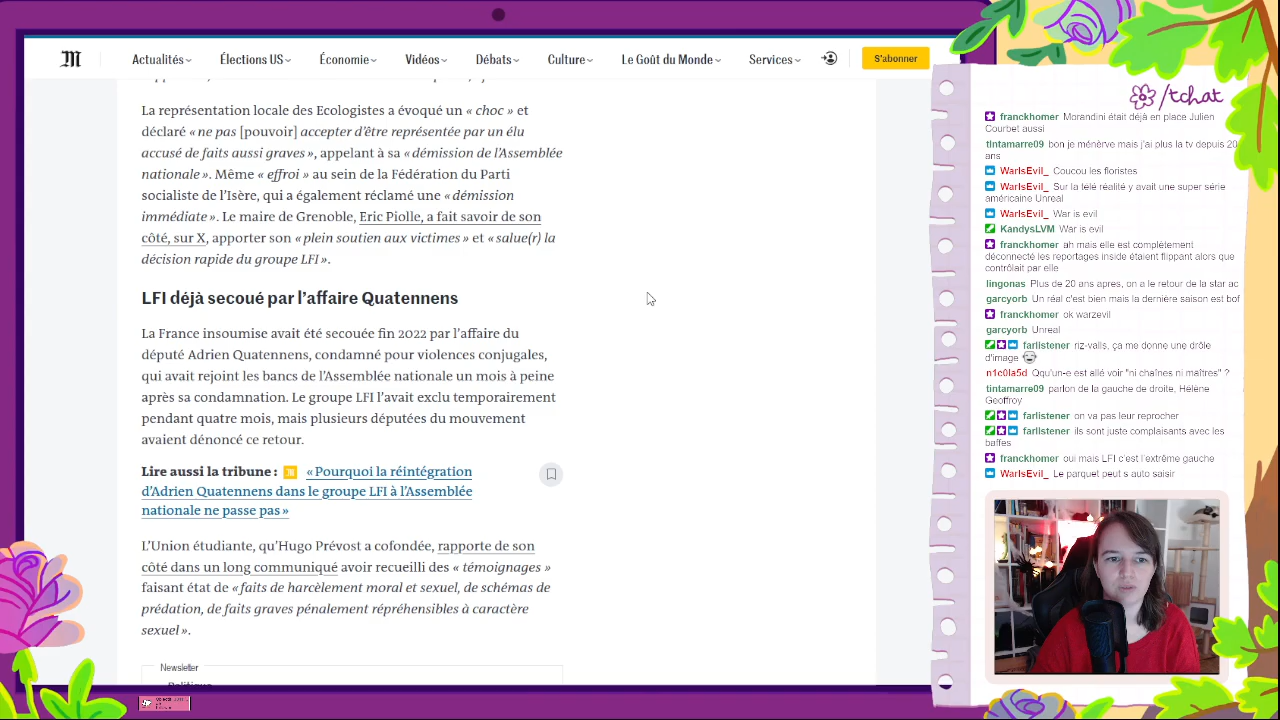 M
Actualités
Élections US
Économie
Vidéos
Débats
Culture
Le Goût du Monde
Services
S'abonner
La représentation locale des Ecologistes a évoqué un « choc » et
déclaré « ne pas [pouvoir] accepter d'être représentée par un élu
accusé de faits aussi graves », appelant à sa « démission de l'Assemblée
nationale ». Même « effroi » au sein de la Fédération du Parti
socialiste de l'Isère, qui a également réclamé une « démission
immédiate ». Le maire de Grenoble, Eric Piolle, a fait savoir de son
côté, sur X, apporter son « plein soutien aux victimes » et « salue(r) la
décision rapide du groupe LFI ».
LFI déjà secoué par l'affaire Quatennens
La France insoumise avait été secouée fin 2022 par l'affaire du
député Adrien Quatennens, condamné pour violences conjugales,
qui avait rejoint les bancs de l'Assemblée nationale un mois à peine
après sa condamnation. Le groupe LFI l'avait exclu temporairement
pendant quatre mois, mais plusieurs députées du mouvement
avaient dénoncé ce retour.
Lire aussi la tribune : M « Pourquoi la réintégration
d'Adrien Quatennens dans le groupe LFI à l'Assemblée
nationale ne passe pas »
L'Union étudiante, qu'Hugo Prévost a cofondée, rapporte de son
côté dans un long communiqué avoir recueilli des « témoignages »
faisant état de « faits de harcèlement moral et sexuel, de schémas de
prédation, de faits graves pénalement répréhensibles à caractère
sexuel ».
Newsletter
/tchat
franckhomer Morandini était déjà en place Julien
Courbet aussi
tintamarre09 bon je ménèrve mais j'ai plus la tv depuis 20
ans
WarIsEvil_ Coucou les floristes
WarIsEvil_ Sur la télé réalité y avait une super série
américaine Unreal
WarIsEvil_ War is evil
KandysLVM War is evil
franckhomer ah mais elle est complètement
déconnecté les reportages inside étaient flippant alors que
contrôlait par elle
lingonas Plus de 20 ans apres, on a le retour de la star ac
garcyorb Un réal c'est bien mais la dernière saison est bof
franckhomer ok warzevil
garcyorb Unreal
farlistener riz-valls, ça me donne une drôle
d'image
n1c0la5d Qqu'un-e est allé voir "ni chaînes ni maîtres" ?
tintamarre09 parlon de la gauche de droite, Hélène
Geoffroy
farlistener on va pas leur reprocher
farlistener ils sont juste complaisants avec les
baffes
franckhomer oui mais LFI c'est l'extrême gauche
WarIsEvil_ Le parquet peut s auto saisir